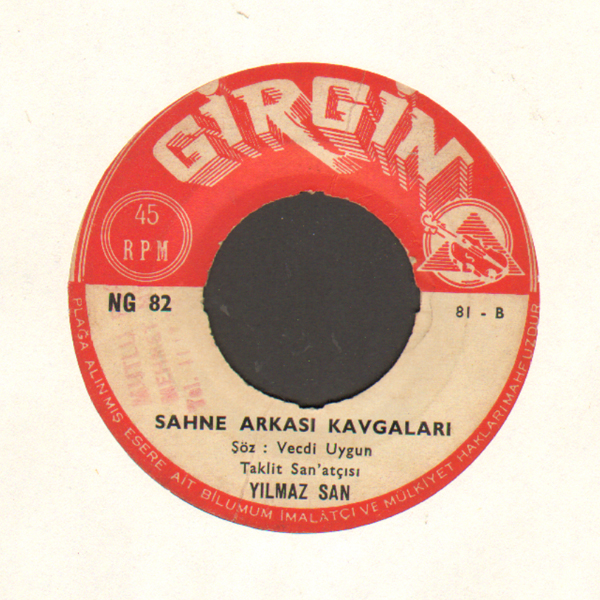 GİRGİN
45
RPM
NG 82
81 - B
SAHNE ARKASI KAVGALARI
Söz : Vecdi Uygun
Taklit San'atçısı
YILMAZ SAN
PLAĞA ALINMIŞ ESERE AİT BİLUMUM İMALÂTÇI VE MÜLKİYET HAKLARI MAHFUZDUR